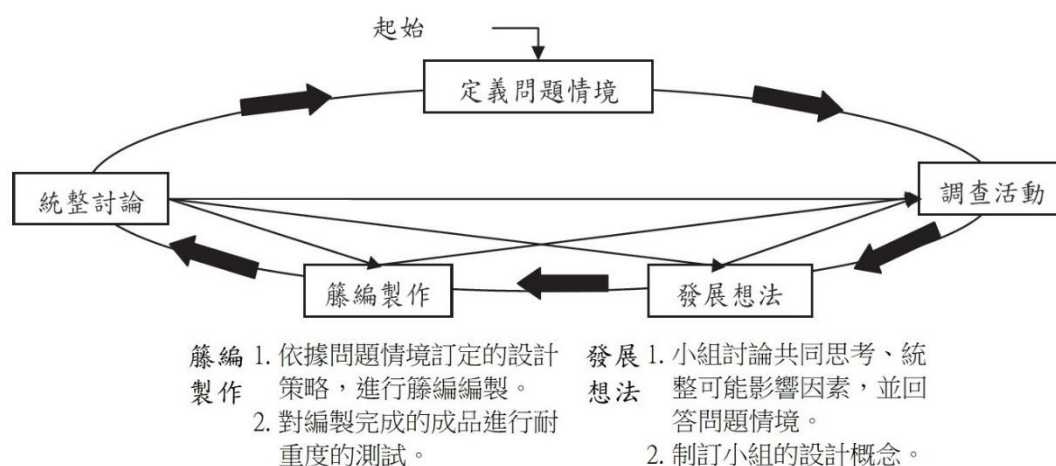 起始
定義問題情境
統整討論
調查活動
籐編製作
發展想法
籐編製作
1. 依據問題情境訂定的設計
策略，進行籐編編製。
2. 對編製完成的成品進行耐
重度的測試。
發展想法
1. 小組討論共同思考、統
整可能影響因素，並回
答問題情境。
2. 制訂小組的設計概念。